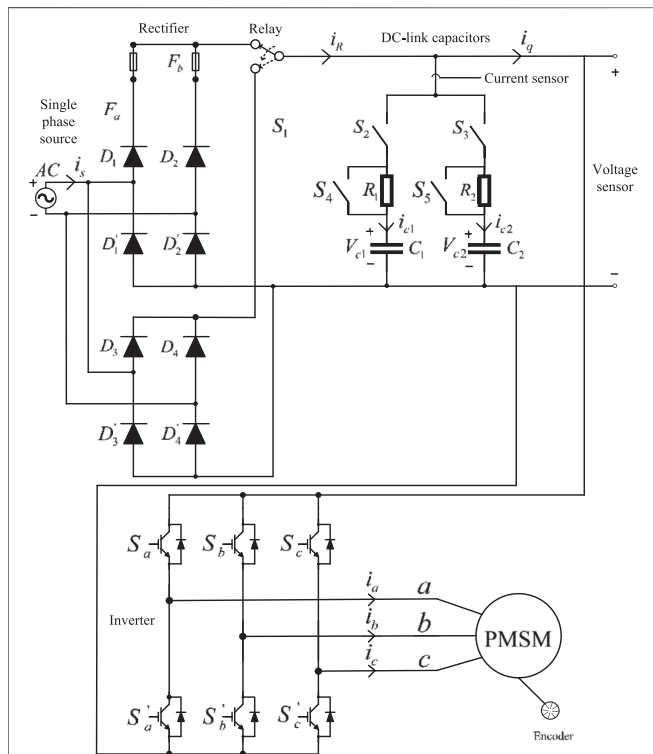 Rectifier
Relay
DC-link capacitors
i_R
i_q
F_b
+
Current sensor
F_a
S_1
S_2
S_3
Single
phase
source
D_1
D_2
AC
i_s
+
−
S_4
R_1
S_5
R_2
Voltage
sensor
+
i_c1
+
i_c2
D_1'
D_2'
V_c1
C_1
V_c2
C_2
−
−
−
D_3
D_4
D_3'
D_4'
S_a
S_b
S_c
i_a
a
Inverter
i_b
b
PMSM
i_c
c
S_a'
S_b'
S_c'
Encoder